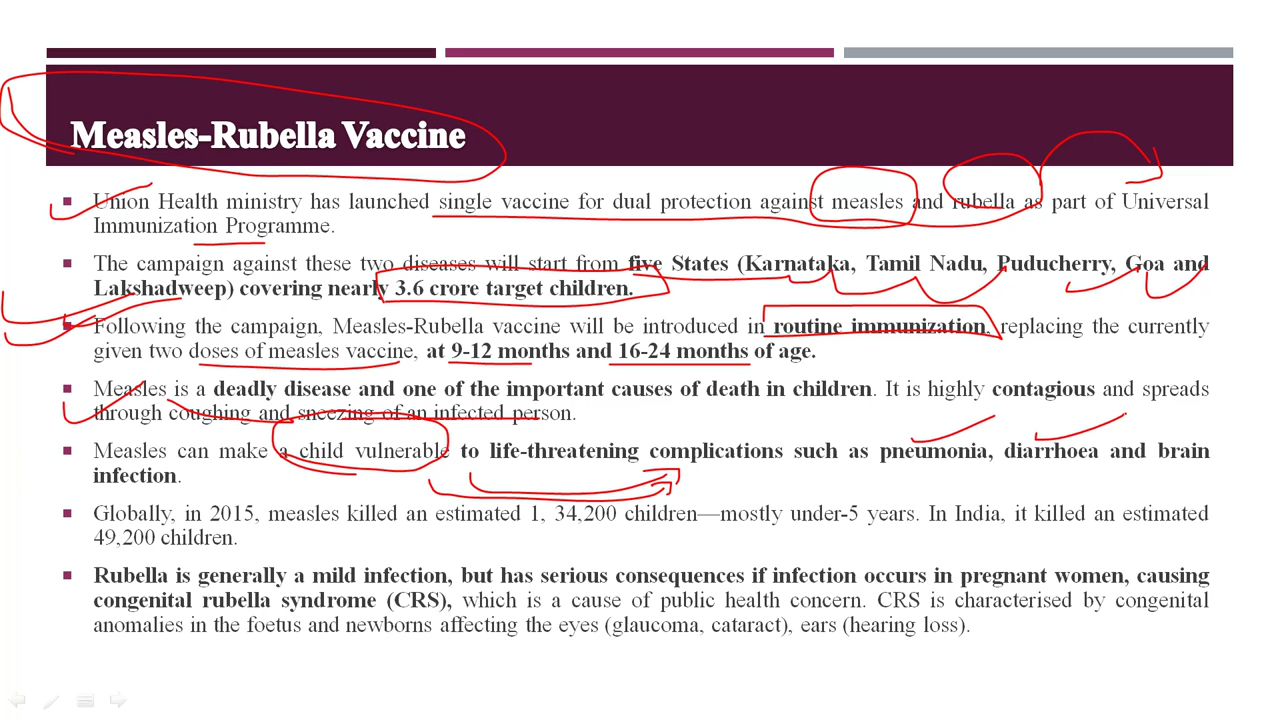 Measles-Rubella Vaccine
Union Health ministry has launched single vaccine for dual protection against measles and rubella as part of Universal
Immunization Programme.
The campaign against these two diseases will start from five States (Karnataka, Tamil Nadu, Puducherry, Goa and
Lakshadweep) covering nearly 3.6 crore target children.
Following the campaign, Measles-Rubella vaccine will be introduced in routine immunization, replacing the currently
given two doses of measles vaccine, at 9-12 months and 16-24 months of age.
Measles is a deadly disease and one of the important causes of death in children. It is highly contagious and spreads
through coughing and sneezing of an infected person.
Measles can make a child vulnerable to life-threatening complications such as pneumonia, diarrhoea and brain
infection.
Globally, in 2015, measles killed an estimated 1, 34,200 children—mostly under-5 years. In India, it killed an estimated
49,200 children.
Rubella is generally a mild infection, but has serious consequences if infection occurs in pregnant women, causing
congenital rubella syndrome (CRS), which is a cause of public health concern. CRS is characterised by congenital
anomalies in the foetus and newborns affecting the eyes (glaucoma, cataract), ears (hearing loss).